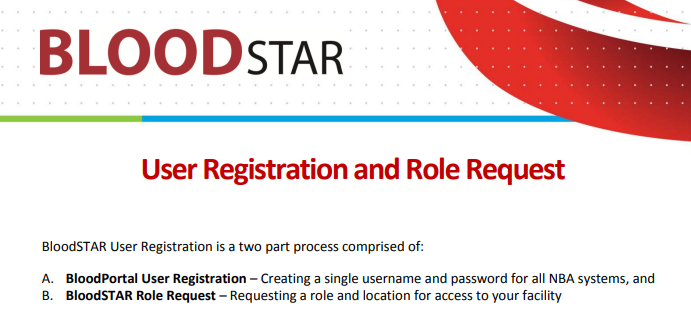 BLOODSTAR
User Registration and Role Request
BloodSTAR User Registration is a two part process comprised of:
A. BloodPortal User Registration – Creating a single username and password for all NBA systems, and
B. BloodSTAR Role Request – Requesting a role and location for access to your facility